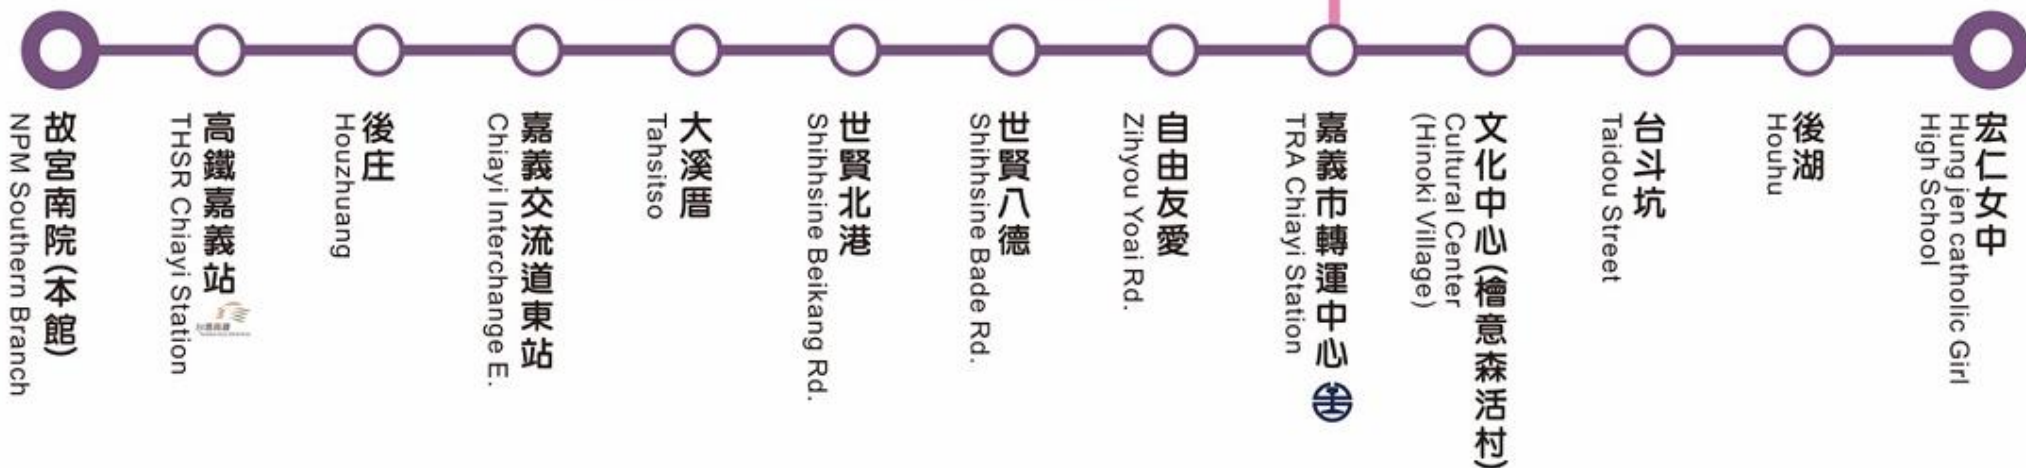 故宮南院(本館)
NPM Southern Branch
高鐵嘉義站
THSR Chiayi Station
後庄
Houzhuang
嘉義交流道東站
Chiayi Interchange E.
大溪厝
Tahsitso
世賢北港
Shihhsine Beikang Rd.
世賢八德
Shihhsine Bade Rd.
自由友愛
Zihyou Yoai Rd.
嘉義市轉運中心
TRA Chiayi Station
文化中心(檜意森活村)
Cultural Center
(Hinoki Village)
台斗坑
Taidou Street
後湖
Houhu
宏仁女中
Hung jen catholic Girl
High School